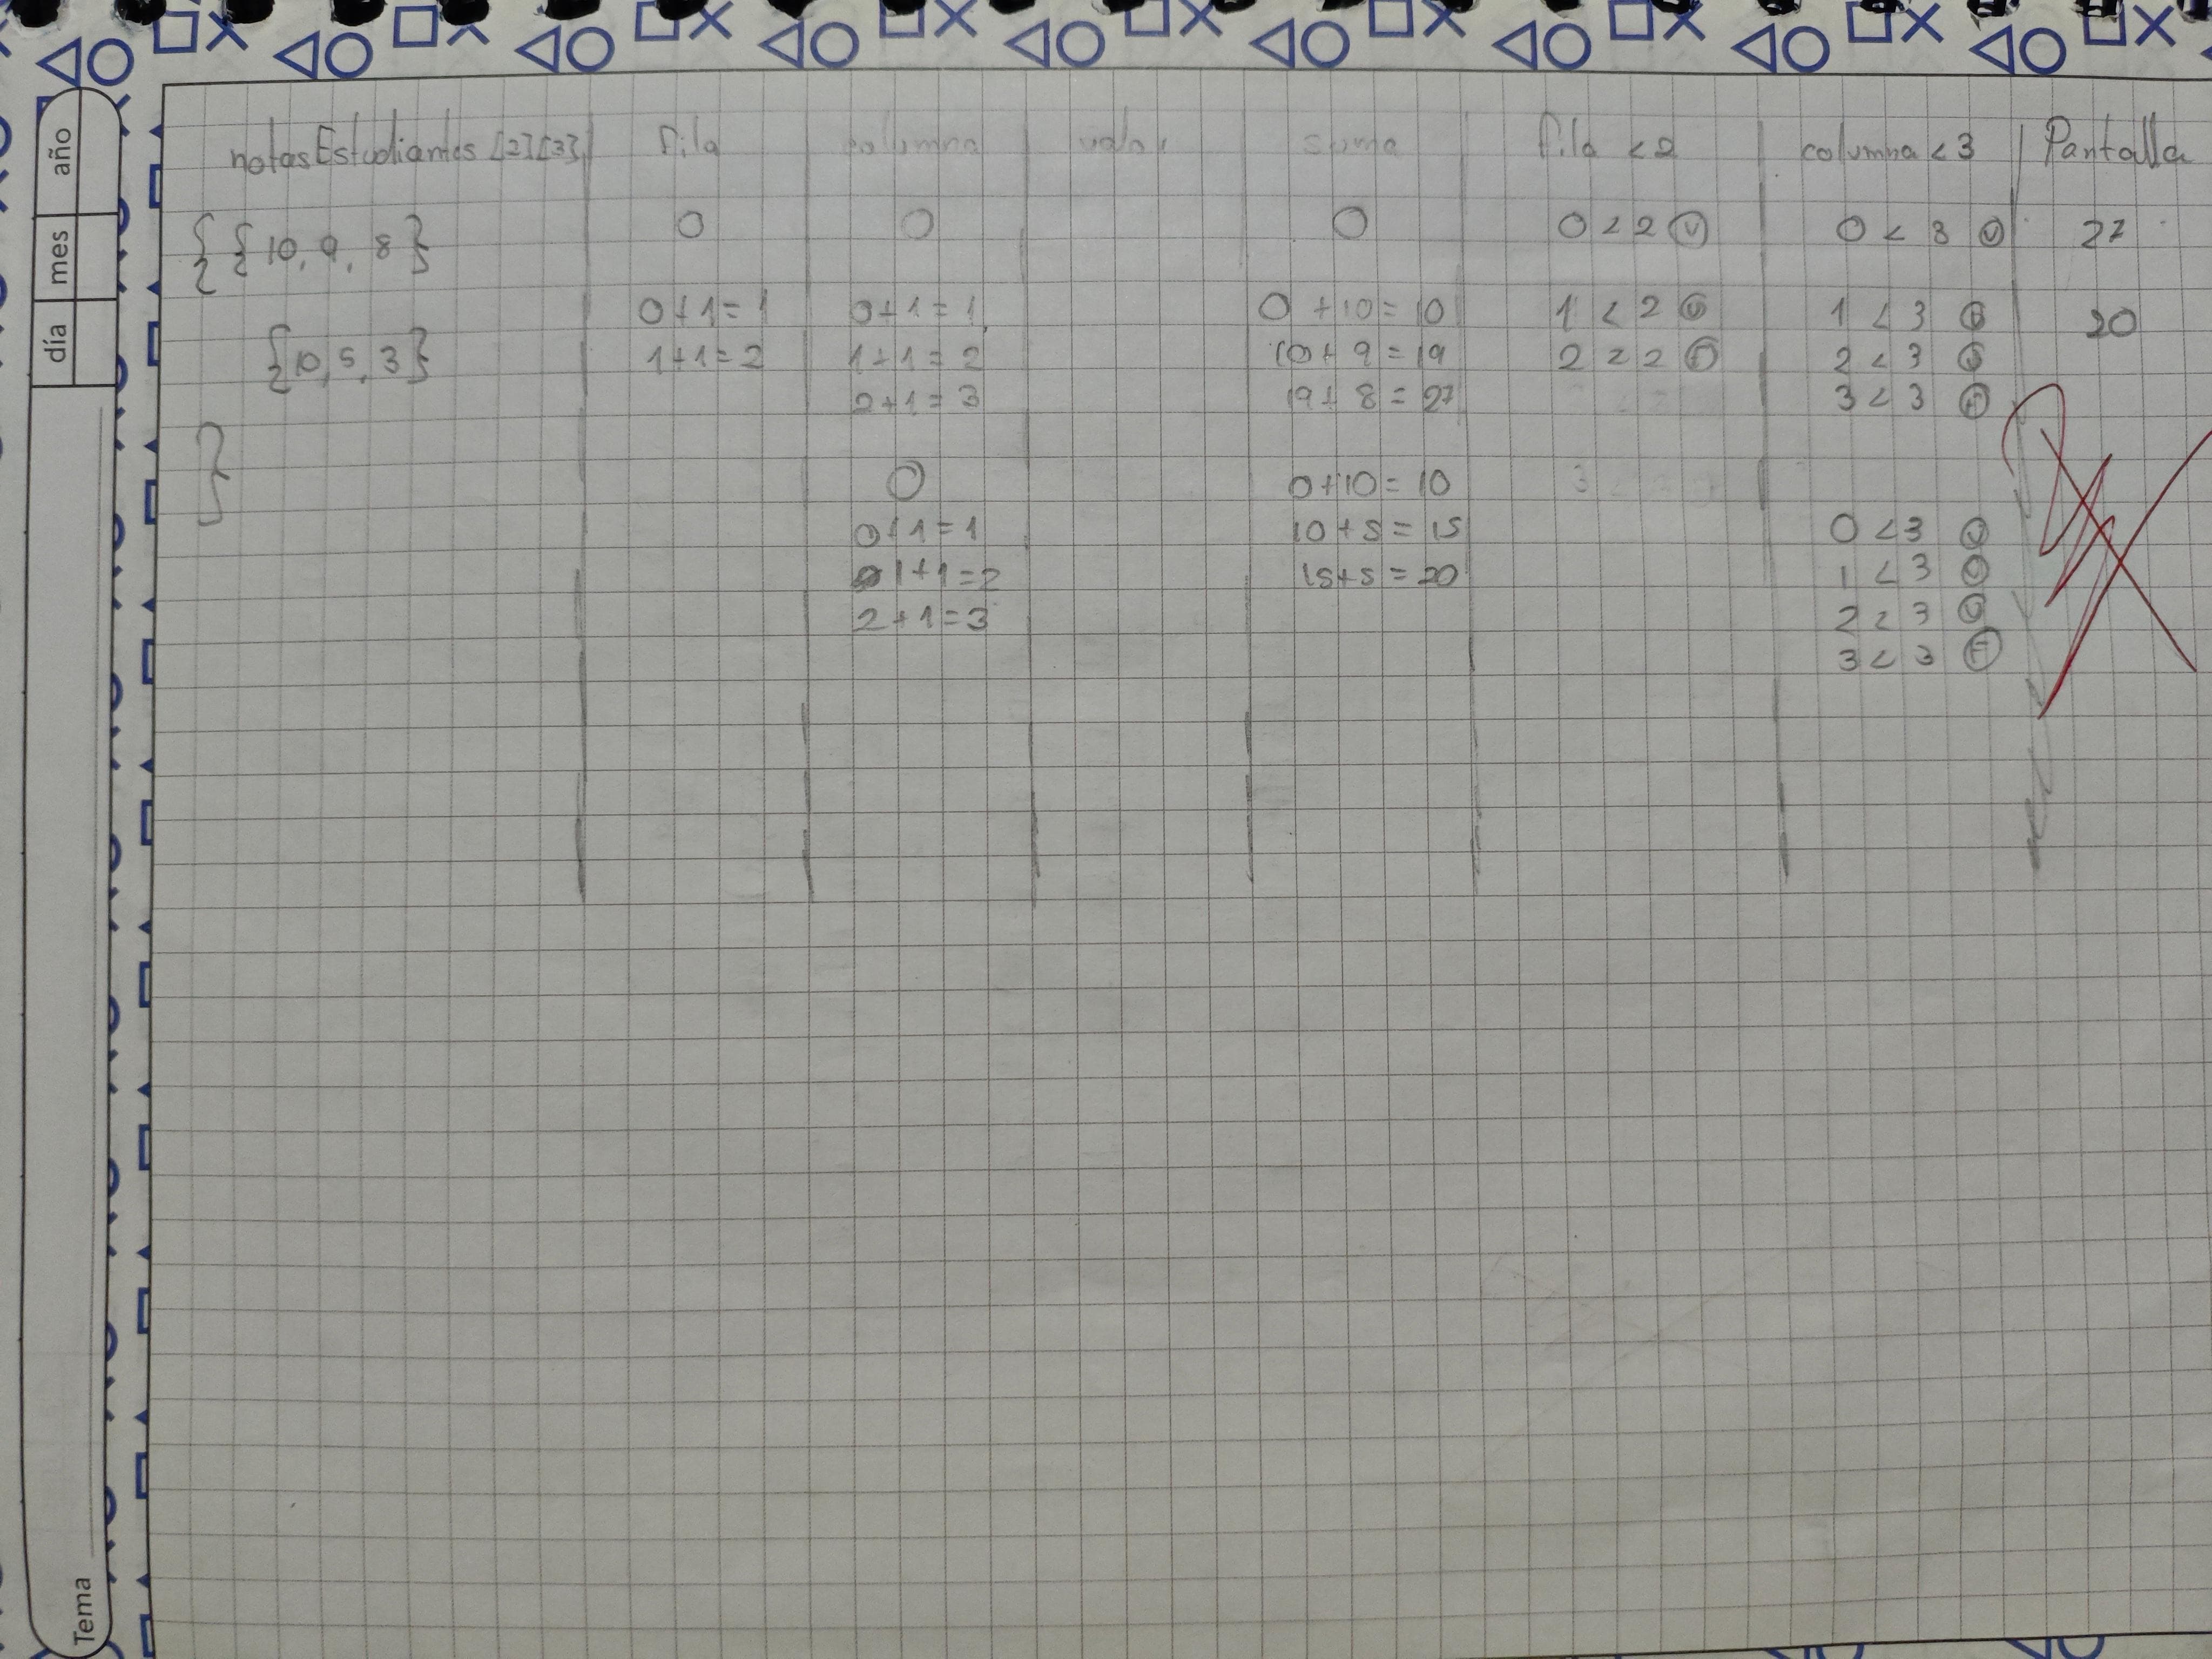 notasEstudiantes [2][3] fila columna valor suma fila <2 columna <3 Pantalla
{ {10, 9, 8} 0 0 0 0 < 2 V 0 < 3 V 27
0+1=1 0+1=1 0+10=10 1 < 2 V 1 < 3 V 20
{10, 5, 3} 1+1=2 1+1=2 10+9=19 2 < 2 F 2 < 3 V
2+1=3 19+8=27 3 < 3 F
}
0 0+10=10
0+1=1 10+5=15 0 <3 V
1+1=2 15+5=20 1 <3 V
2+1=3 2 < 3 V
3 < 3 F
año
mes
día
Tema